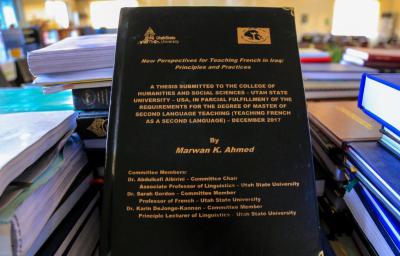 UtahState
University
New Perspectives for Teaching French in Iraq:
Principles and Practices
A THESIS SUBMITTED TO THE COLLEGE OF
HUMANITIES AND SOCIAL SCIENCES – UTAH STATE
UNIVERSITY – USA, IN PARCIAL FULFILLMENT OF THE
REQUIREMENTS FOR THE DEGREE OF MASTER OF
SECOND LANGUAGE TEACHING (TEACHING FRENCH
AS A SECOND LANGUAGE) – DECEMBER 2017
By
Marwan K. Ahmed
Committee Members:
Dr. Abdulkafi Albirini – Committee Chair
Associate Professor of Linguistics – Utah State University
Dr. Sarah Gordon – Committee Member
Professor of French – Utah State University
Dr. Karin DeJonge-Kannan – Committee Member
Principle Lecturer of Linguistics – Utah State University